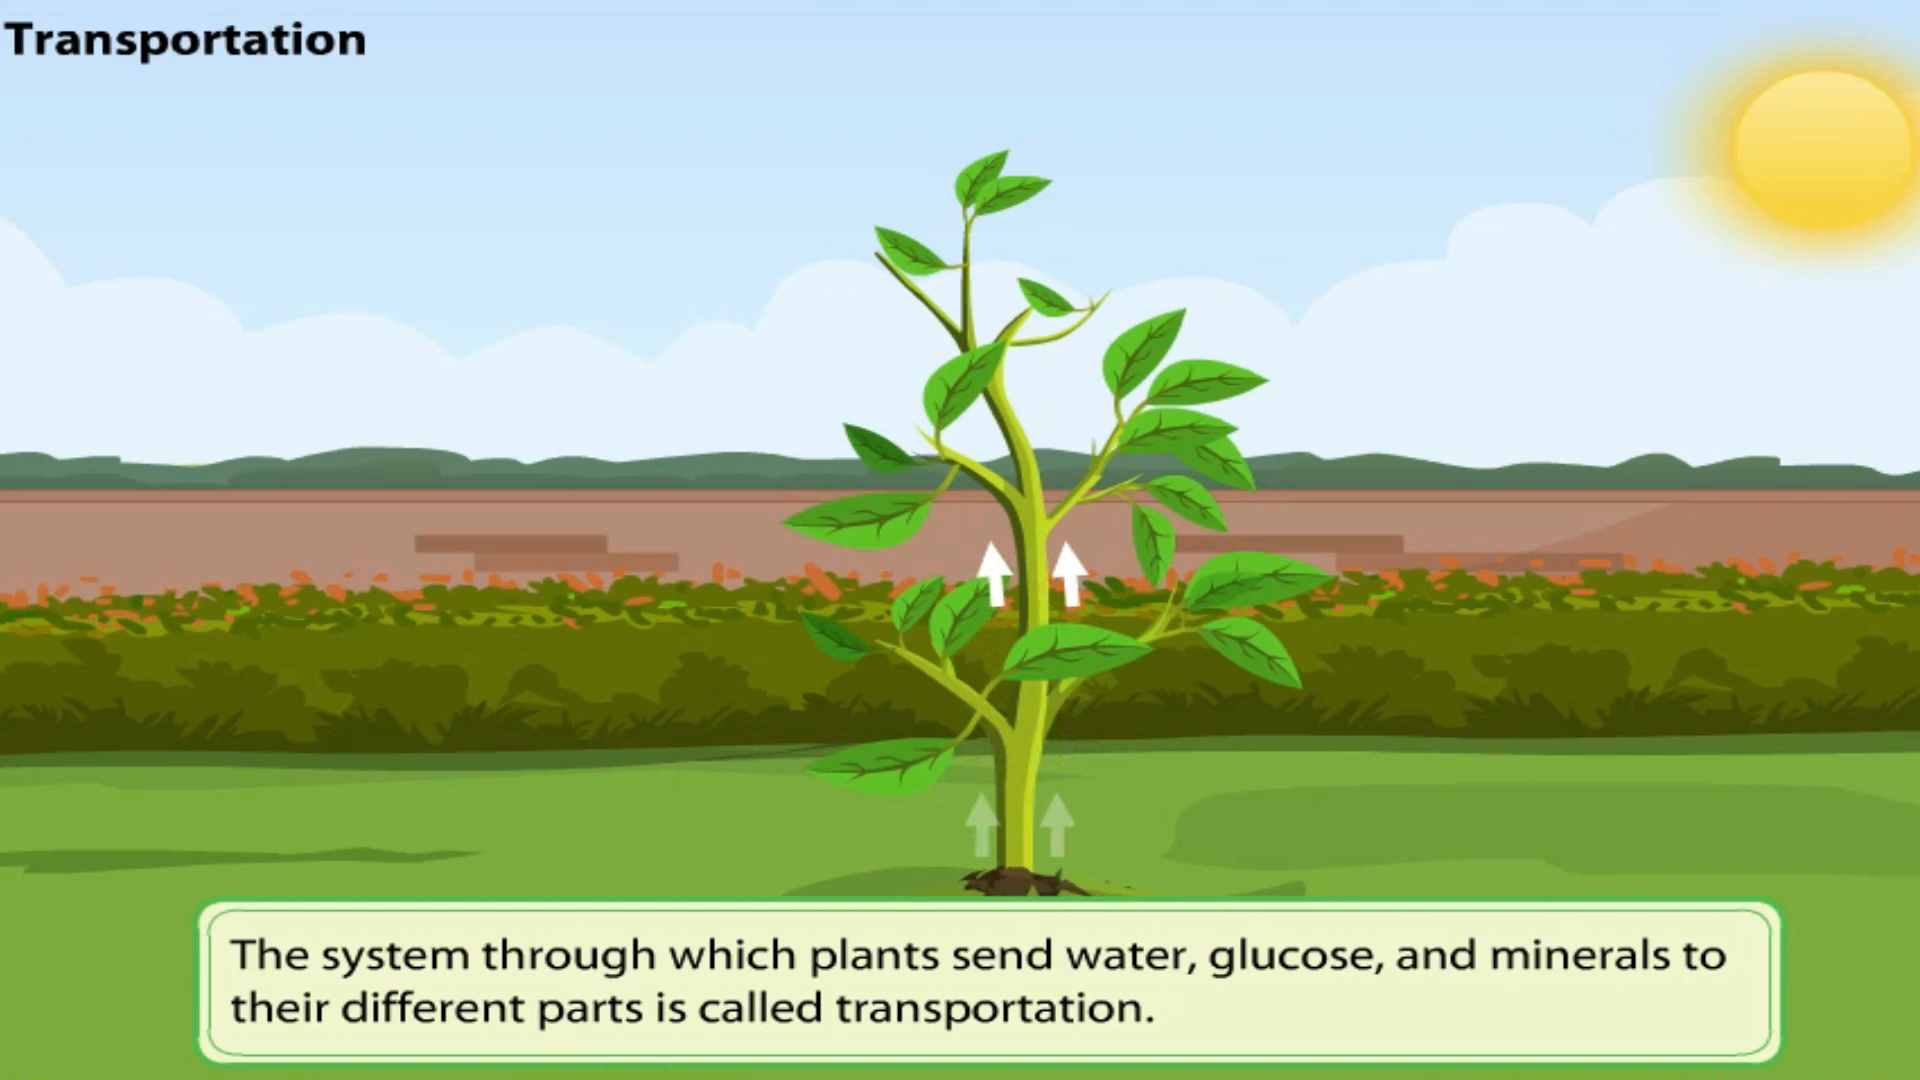 Transportation
The system through which plants send water, glucose, and minerals to
their different parts is called transportation.